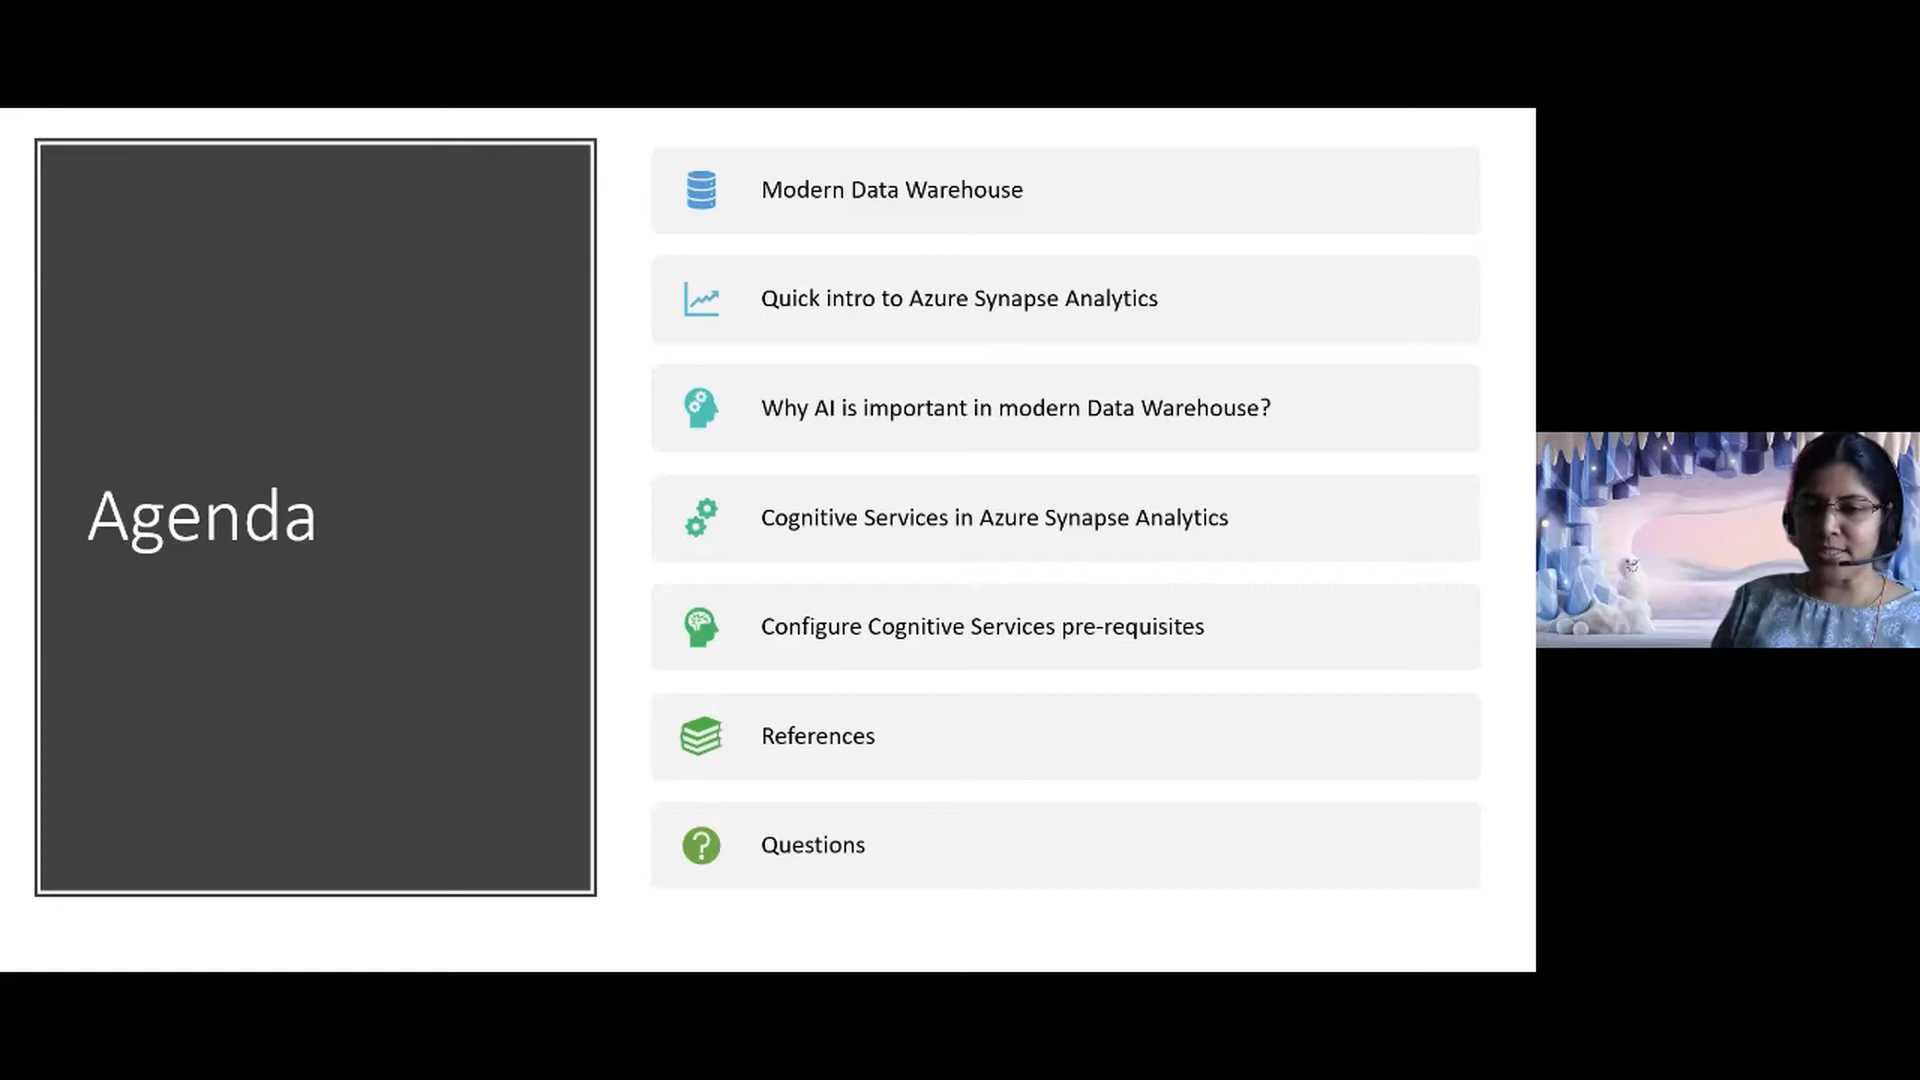 Agenda
Modern Data Warehouse
Quick intro to Azure Synapse Analytics
Why AI is important in modern Data Warehouse?
Cognitive Services in Azure Synapse Analytics
Configure Cognitive Services pre-requisites
References
Questions